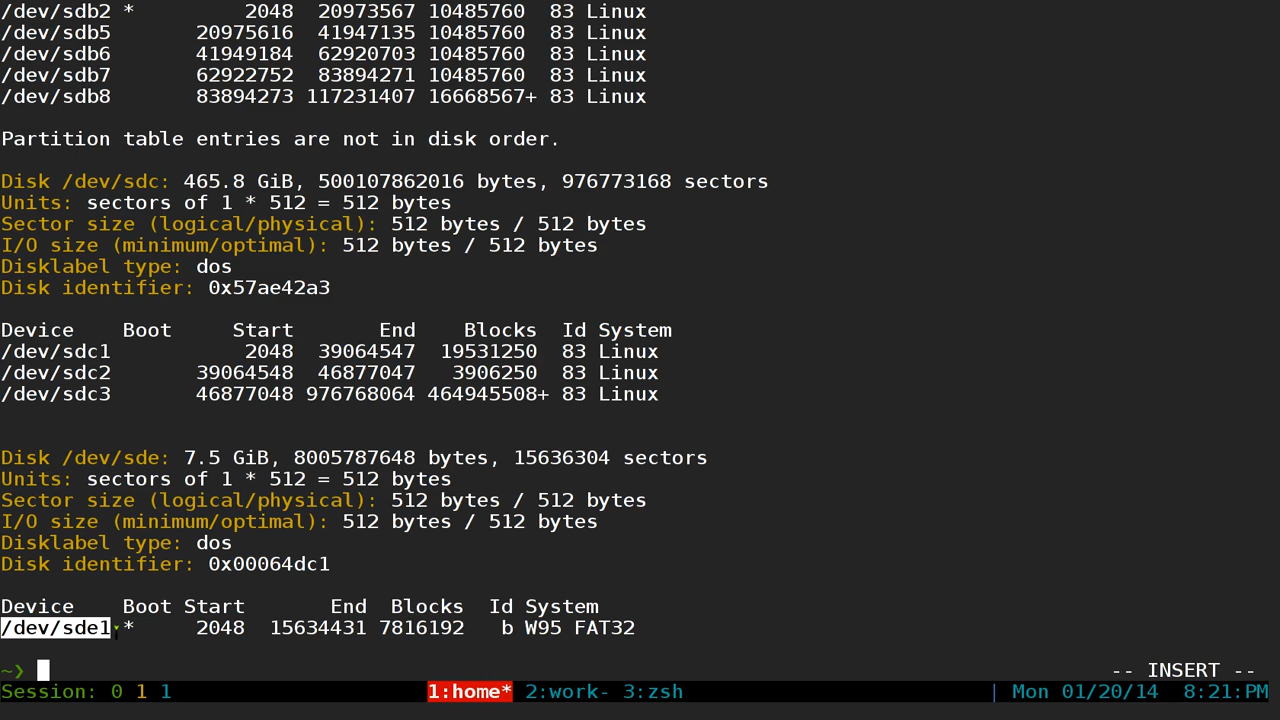 /dev/sdb2 * 2048 20973567 10485760 83 Linux
/dev/sdb5 20975616 41947135 10485760 83 Linux
/dev/sdb6 41949184 62920703 10485760 83 Linux
/dev/sdb7 62922752 83894271 10485760 83 Linux
/dev/sdb8 83894273 117231407 16668567+ 83 Linux
Partition table entries are not in disk order.
Disk /dev/sdc: 465.8 GiB, 500107862016 bytes, 976773168 sectors
Units: sectors of 1 * 512 = 512 bytes
Sector size (logical/physical): 512 bytes / 512 bytes
I/O size (minimum/optimal): 512 bytes / 512 bytes
Disklabel type: dos
Disk identifier: 0x57ae42a3
Device Boot Start End Blocks Id System
/dev/sdc1 2048 39064547 19531250 83 Linux
/dev/sdc2 39064548 46877047 3906250 83 Linux
/dev/sdc3 46877048 976768064 464945508+ 83 Linux
Disk /dev/sde: 7.5 GiB, 8005787648 bytes, 15636304 sectors
Units: sectors of 1 * 512 = 512 bytes
Sector size (logical/physical): 512 bytes / 512 bytes
I/O size (minimum/optimal): 512 bytes / 512 bytes
Disklabel type: dos
Disk identifier: 0x00064dc1
Device Boot Start End Blocks Id System
/dev/sde1 * 2048 15634431 7816192 b W95 FAT32
~❯ -- INSERT --
Session: 0 1 1 1:home* 2:work- 3:zsh | Mon 01/20/14 8:21:PM